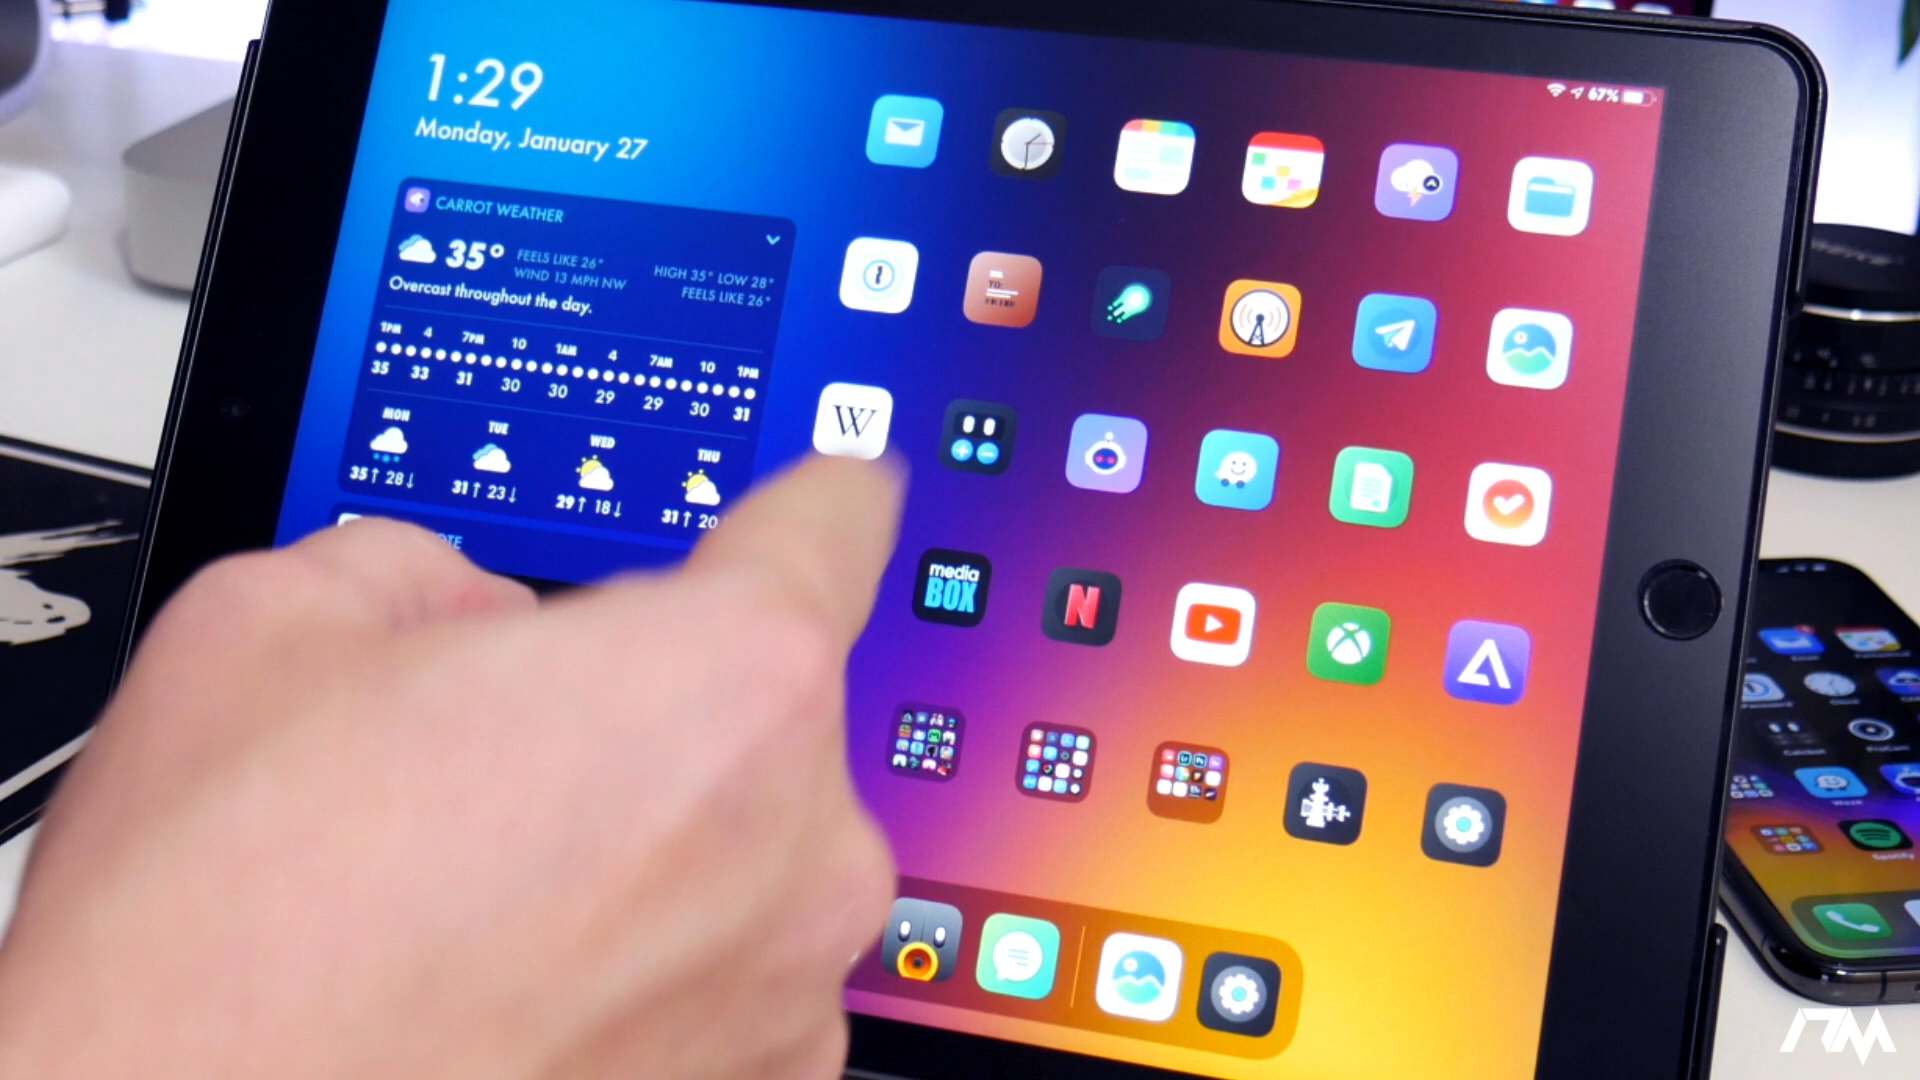 1:29
Monday, January 27
67%
CARROT WEATHER
35°
FEELS LIKE 26°
WIND 13 MPH NW
HIGH 35° LOW 28°
FEELS LIKE 26°
Overcast throughout the day.
1PM 4 7PM 10 1AM 4 7AM 10 1PM
35 33 31 30 30 29 29 30 31
MON TUE WED THU
35↑ 28↓ 31↑ 23↓ 29↑ 18↓ 31↑ 20
TO:
W
media
BOX
N
Waze
Spotify